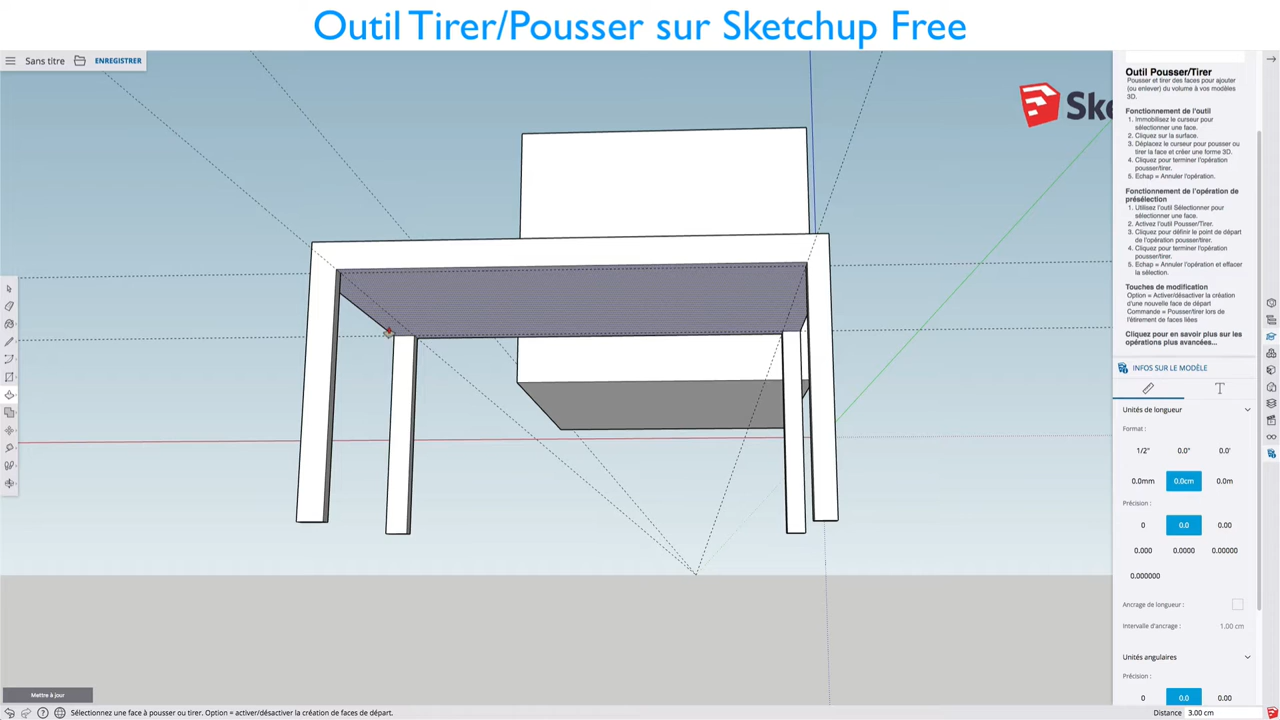 Outil Tirer/Pousser sur Sketchup Free
Sans titre
ENREGISTRER
Ske
Outil Pousser/Tirer
Pousser et tirer des faces pour ajouter
(ou enlever) du volume à vos modèles
3D.
Fonctionnement de l'outil
1. Immobilisez le curseur pour
sélectionner une face.
2. Cliquez sur la surface.
3. Déplacez le curseur pour pousser ou
tirer la face et créer une forme 3D.
4. Cliquez pour terminer l'opération
pousser/tirer.
5. Echap = Annuler l'opération.
Fonctionnement de l'opération de
présélection
1. Utilisez l'outil Sélectionner pour
sélectionner une face.
2. Activez l'outil Pousser/Tirer.
3. Cliquez pour définir le point de départ
de l'opération pousser/tirer.
4. Cliquez pour terminer l'opération
pousser/tirer.
5. Echap = Annuler l'opération et effacer
la sélection.
Touches de modification
Option = Activer/désactiver la création
d'une nouvelle face de départ
Commande = Pousser/tirer lors de
l'étirement de faces liées
Cliquez pour en savoir plus sur les
opérations plus avancées...
INFOS SUR LE MODÈLE
Unités de longueur
Format :
1/2" 0.0" 0.0'
0.0mm 0.0cm 0.0m
Précision :
0 0.0 0.00
0.000 0.0000 0.00000
0.000000
Ancrage de longueur :
Intervalle d'ancrage : 1.00 cm
Unités angulaires
Précision :
0 0.0 0.00
Mettre à jour
Sélectionnez une face à pousser ou tirer. Option = activer/désactiver la création de faces de départ.
Distance 3.00 cm